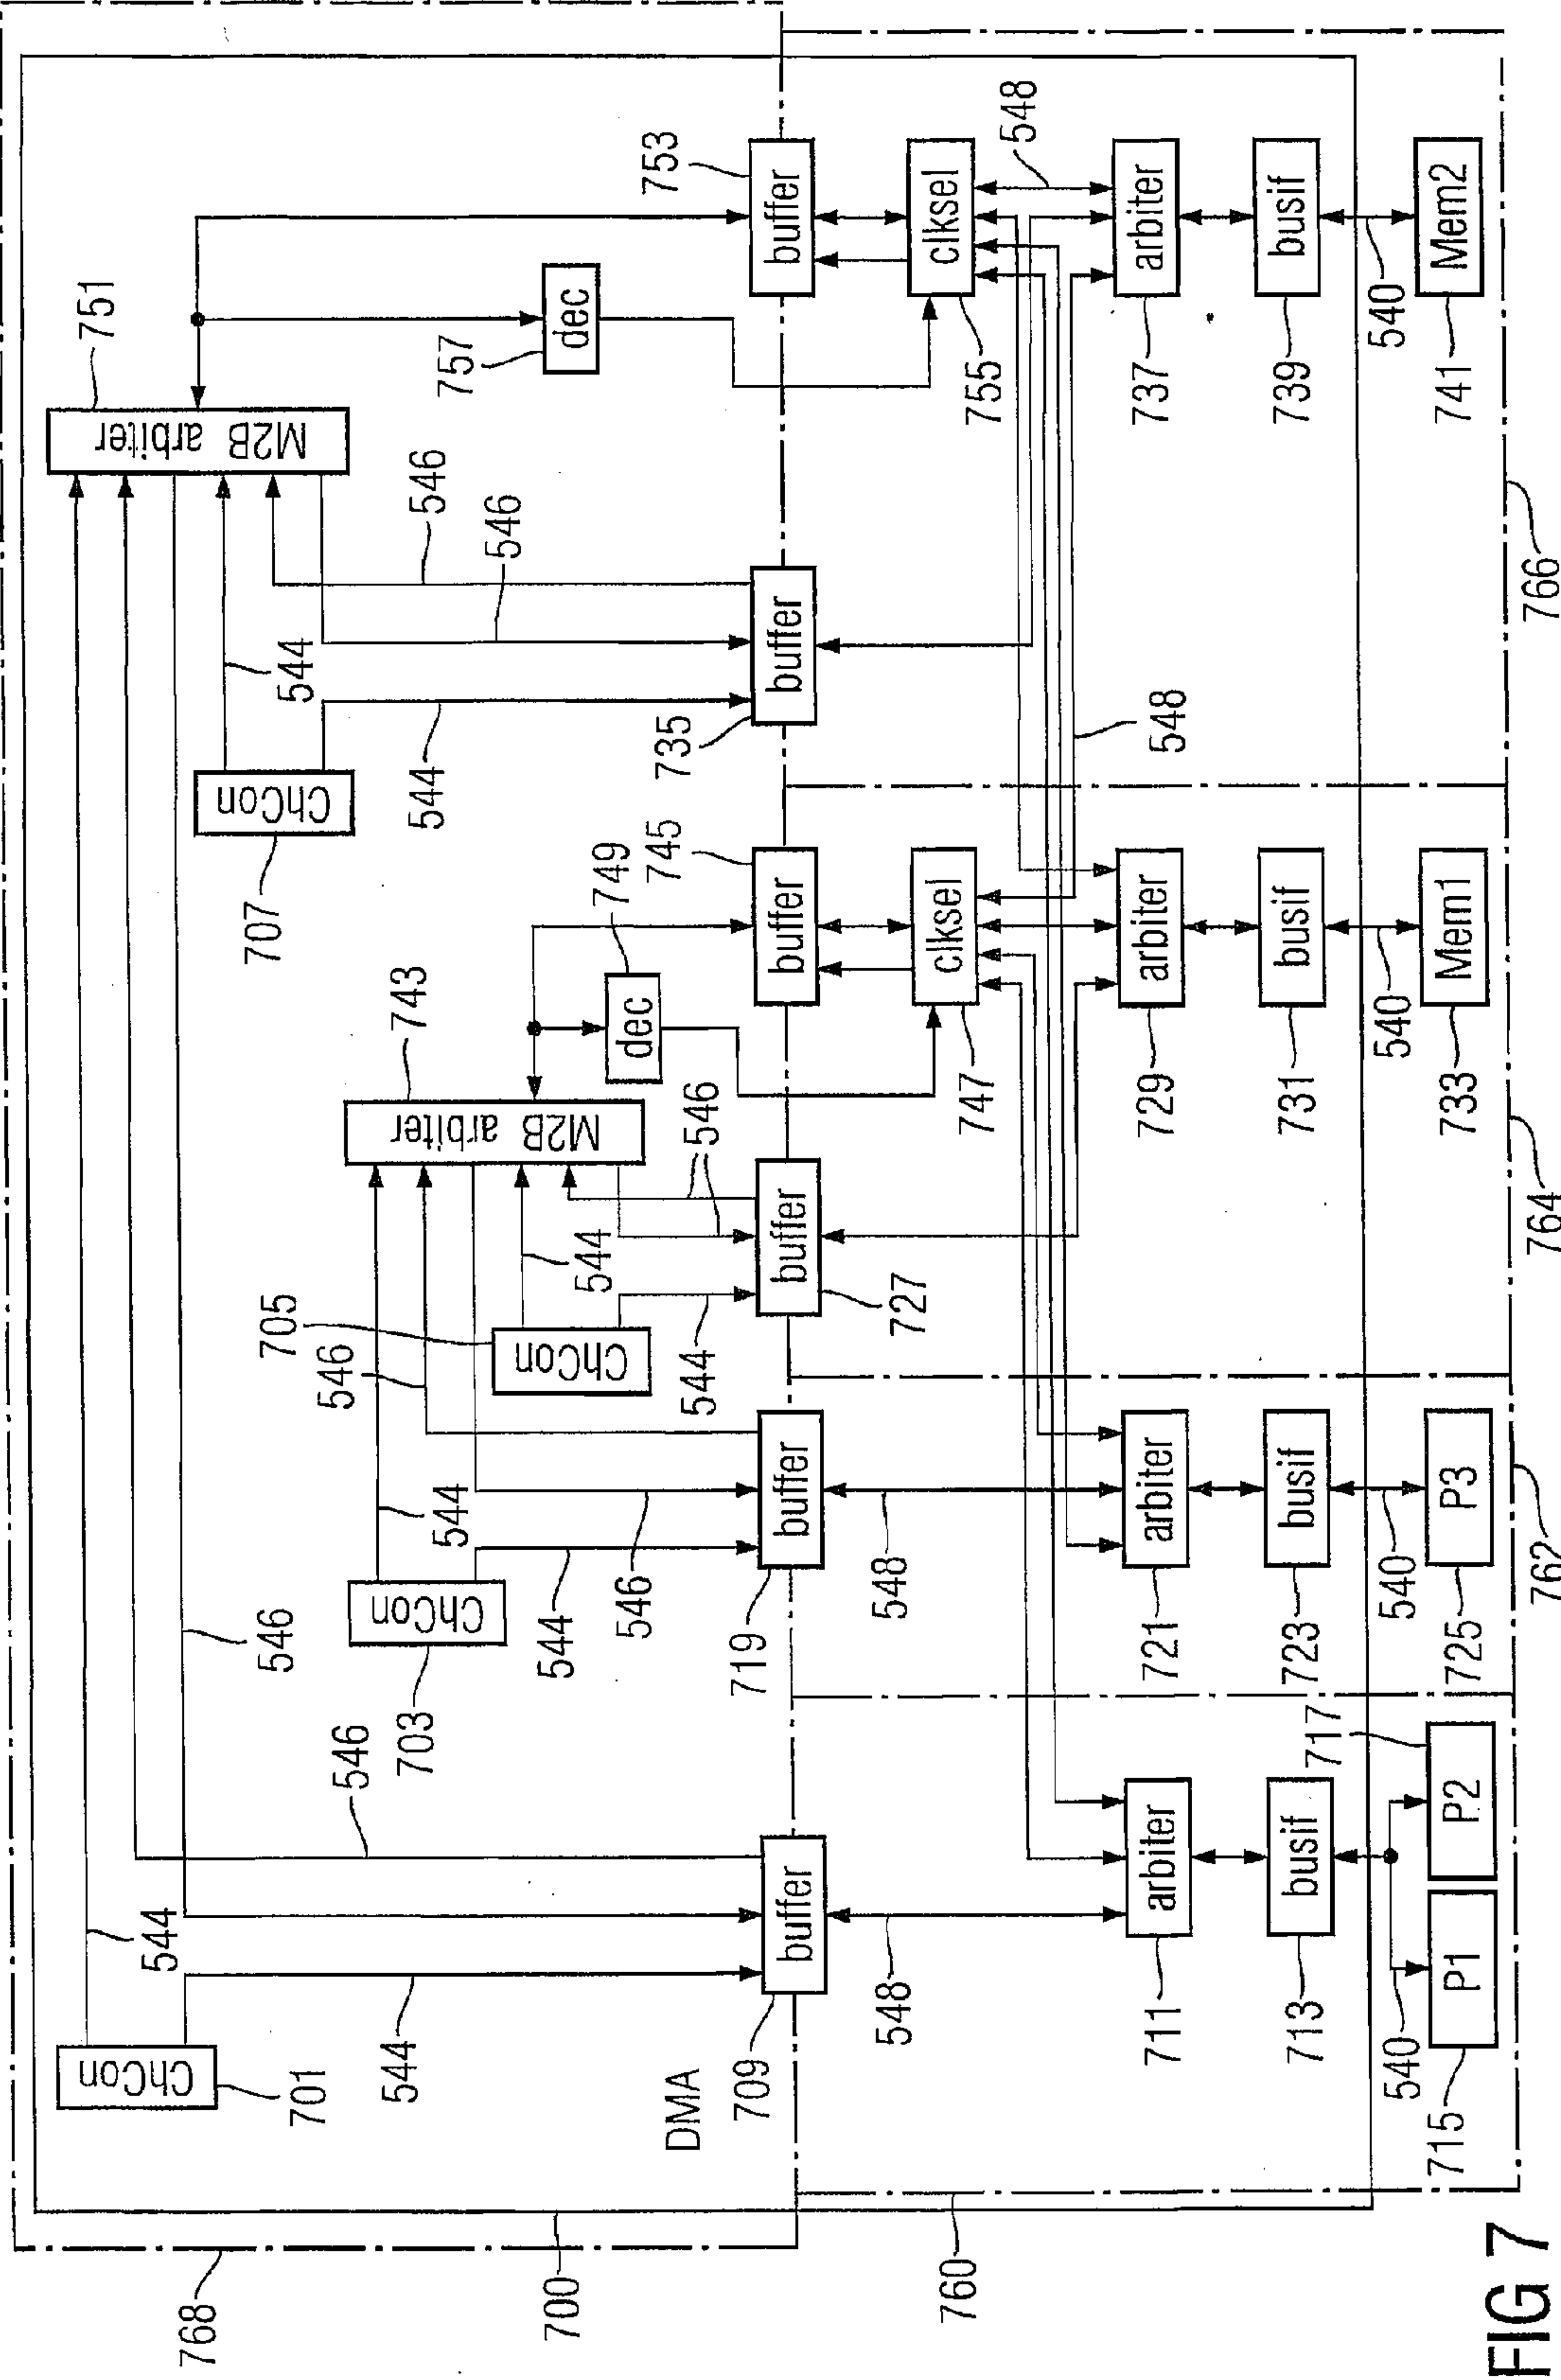 ChCon
751
544
M2B arbiter
768
707
ChCon
546
705
544
701
546
546
544
743
703
ChCon
544
546
544
757
M2B arbiter
546
544
700
ChCon
dec
544
749
546
dec
753
745
735
DMA
544
546
709
719
buffer
buffer
buffer
buffer
buffer
buffer
548
548
727
clksel
clksel
760
747
755
548
arbiter
arbiter
arbiter
arbiter
711
721
729
548
737
busif
busif
busif
busif
713
723
731
739
717
540
540
540
540
P1
P2
P3
Mem1
Mem2
715
725
733
741
762
764
766
FIG 7